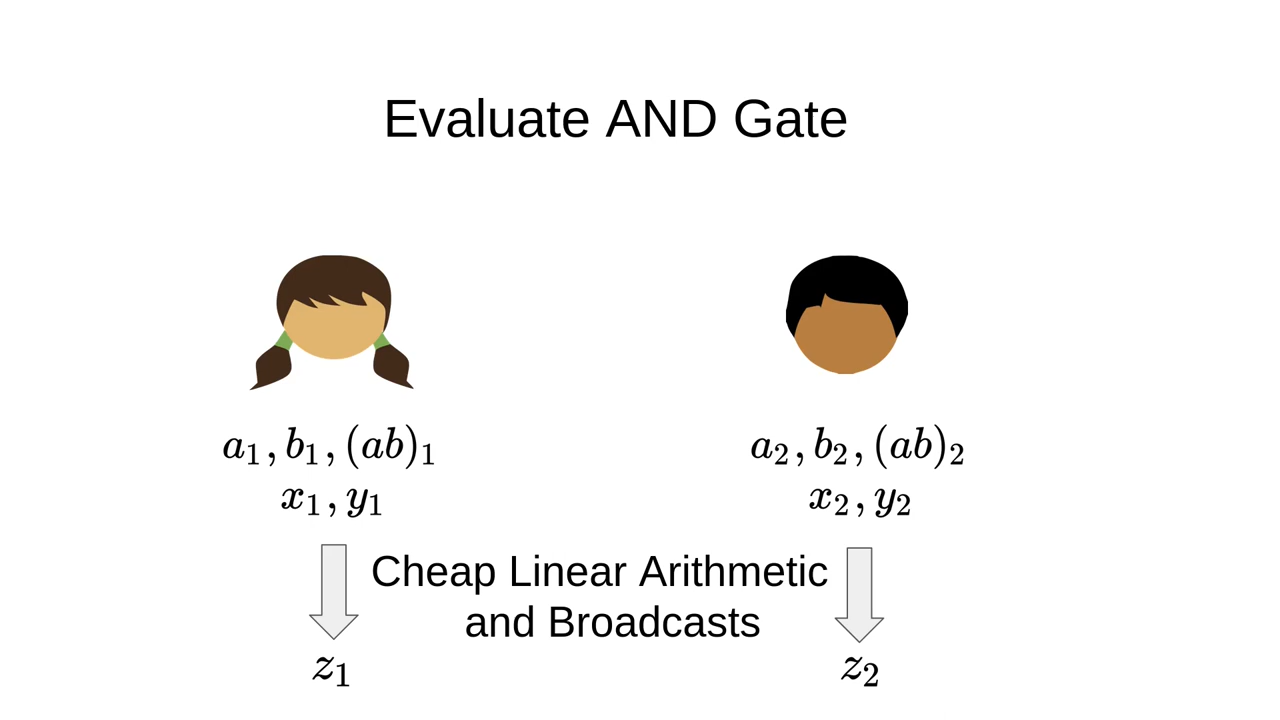 Evaluate AND Gate
a₁, b₁, (ab)₁
x₁, y₁
a₂, b₂, (ab)₂
x₂, y₂
Cheap Linear Arithmetic
and Broadcasts
z₁
z₂